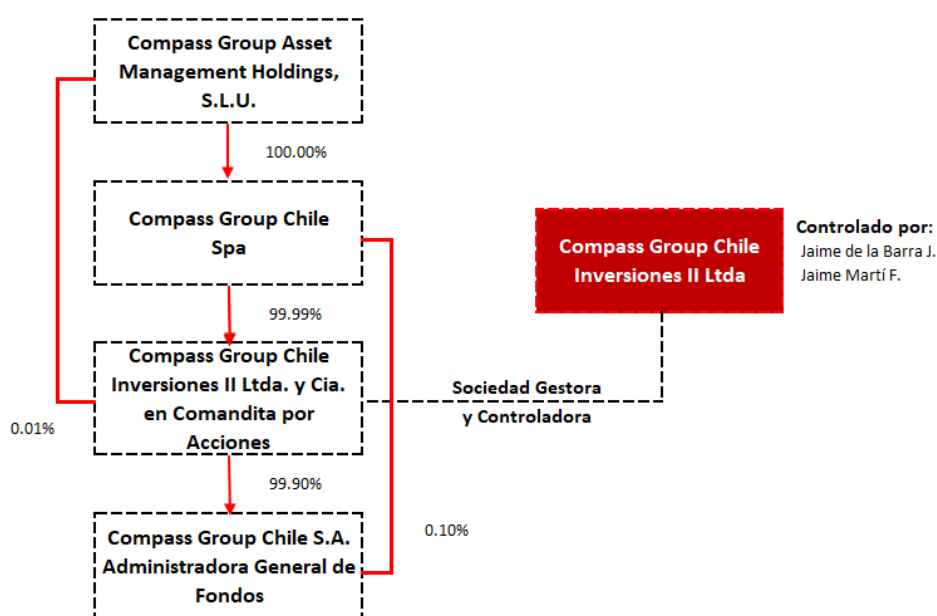 Compass Group Asset
Management Holdings,
S.L.U.
100.00%
Compass Group Chile
Spa
Compass Group Chile
Inversiones II Ltda
Controlado por:
Jaime de la Barra J.
Jaime Martí F.
99.99%
Compass Group Chile
Inversiones II Ltda. y Cia.
en Comandita por
Acciones
Sociedad Gestora
y Controladora
0.01%
99.90%
0.10%
Compass Group Chile S.A.
Administradora General de
Fondos